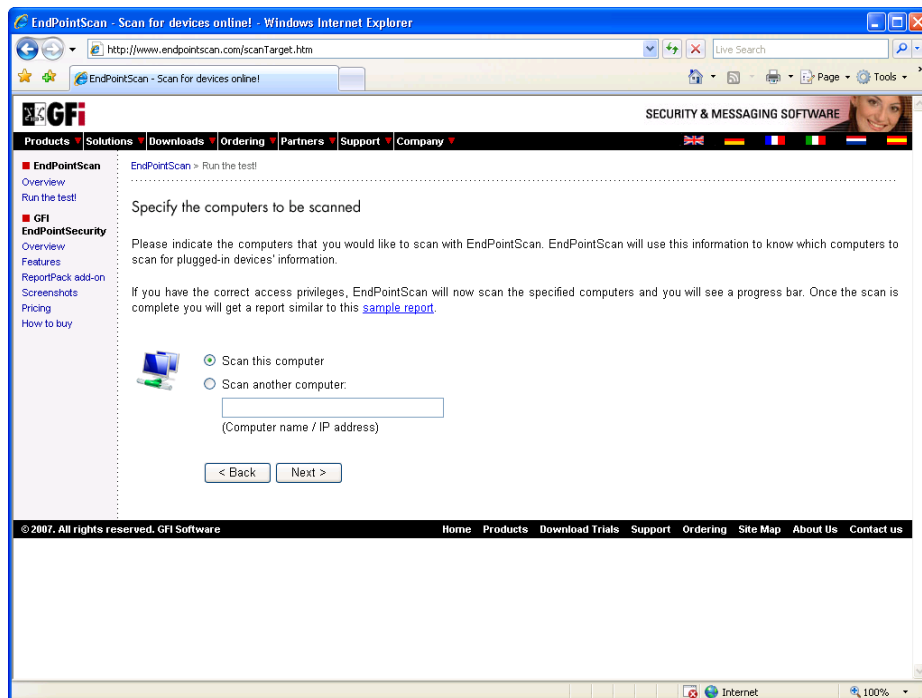 EndPointScan - Scan for devices online! - Windows Internet Explorer
http://www.endpointscan.com/scanTarget.htm
Live Search
EndPointScan - Scan for devices online!
Page
Tools
GFi
SECURITY & MESSAGING SOFTWARE
Products Solutions Downloads Ordering Partners Support Company
EndPointScan
Overview
Run the test!
GFI
EndPointSecurity
Overview
Features
ReportPack add-on
Screenshots
Pricing
How to buy
EndPointScan > Run the test!
Specify the computers to be scanned
Please indicate the computers that you would like to scan with EndPointScan. EndPointScan will use this information to know which computers to
scan for plugged-in devices' information.
If you have the correct access privileges, EndPointScan will now scan the specified computers and you will see a progress bar. Once the scan is
complete you will get a report similar to this sample report.
Scan this computer
Scan another computer:
(Computer name / IP address)
< Back
Next >
© 2007. All rights reserved. GFI Software
Home Products Download Trials Support Ordering Site Map About Us Contact us
Internet
100%